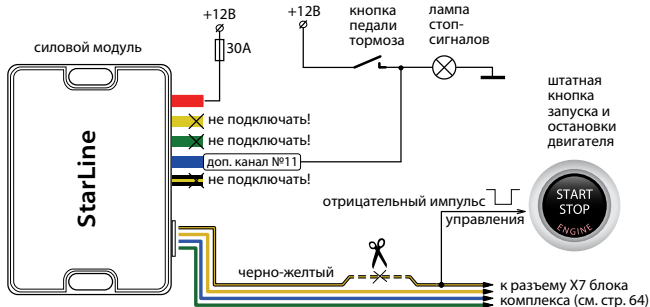 +12В
30А
силовой модуль
StarLine
не подключать!
не подключать!
доп. канал №11
не подключать!
+12В
кнопка
педали
тормоза
лампа
стоп-
сигналов
штатная
кнопка
запуска и
остановки
двигателя
START
STOP
ENGINE
отрицательный импульс
управления
черно-желтый
к разъему X7 блока
комплекса (см. стр. 64)